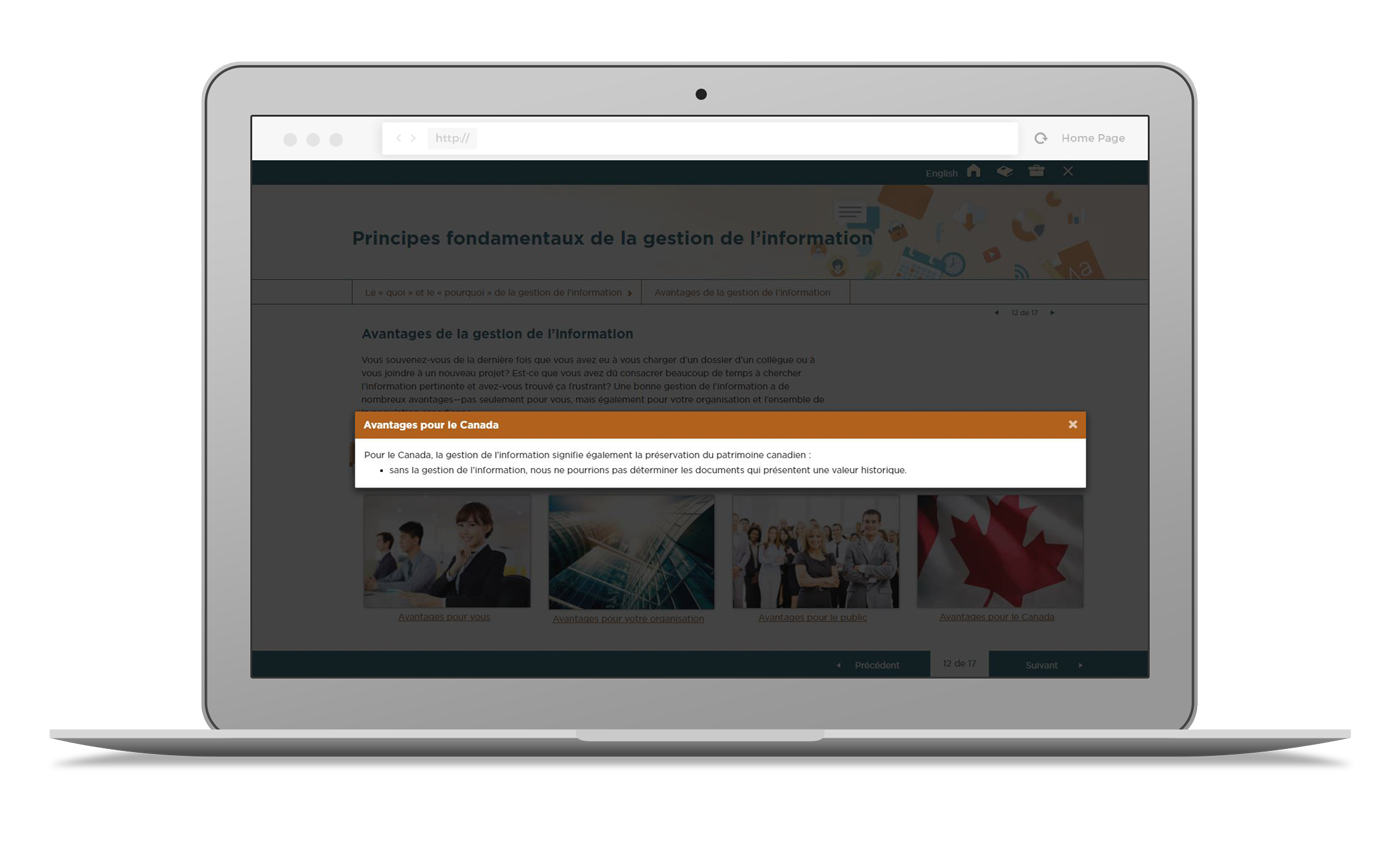 http://
Home Page
English
Principes fondamentaux de la gestion de l'information
Le « quoi » et le « pourquoi » de la gestion de l'information
Avantages de la gestion de l'information
12 de 17
Avantages de la gestion de l'information
Vous souvenez-vous de la dernière fois que vous avez eu à vous charger d'un dossier d'un collègue ou à
vous joindre à un nouveau projet? Est-ce que vous avez dû consacrer beaucoup de temps à chercher
l'information pertinente et avez-vous trouvé ça frustrant? Une bonne gestion de l'information a de
nombreux avantages—pas seulement pour vous, mais également pour votre organisation et l'ensemble de
Avantages pour le Canada
Pour le Canada, la gestion de l'information signifie également la préservation du patrimoine canadien :
• sans la gestion de l'information, nous ne pourrions pas déterminer les documents qui présentent une valeur historique.
Avantages pour vous
Avantages pour votre organisation
Avantages pour le public
Avantages pour le Canada
Précédent
12 de 17
Suivant
Aa